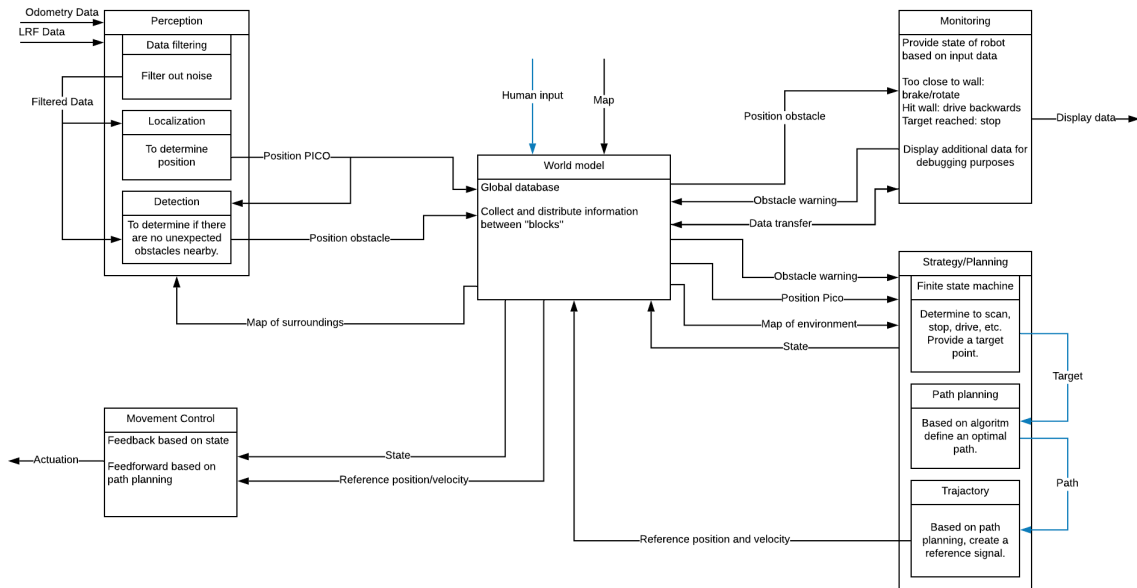 Odometry Data
LRF Data
Perception
Data filtering
Filter out noise
Filtered Data
Localization
To determine
position
Position PICO
Detection
To determine if there
are no unexpected
obstacles nearby.
Position obstacle
Map of surroundings
Human input
Map
World model
Global database
Collect and distribute information
between "blocks"
Monitoring
Provide state of robot
based on input data
Too close to wall:
brake/rotate
Hit wall: drive backwards
Target reached: stop
Display additional data for
debugging purposes
Display data
Position obstacle
Obstacle warning
Data transfer
Obstacle warning
Position Pico
Map of environment
State
Strategy/Planning
Finite state machine
Determine to scan,
stop, drive, etc.
Provide a target
point.
Target
Path planning
Based on algoritm
define an optimal
path.
Path
Trajactory
Based on path
planning, create a
reference signal.
Reference position and velocity
Movement Control
Feedback based on state
Feedforward based on
path planning
Actuation
State
Reference position/velocity